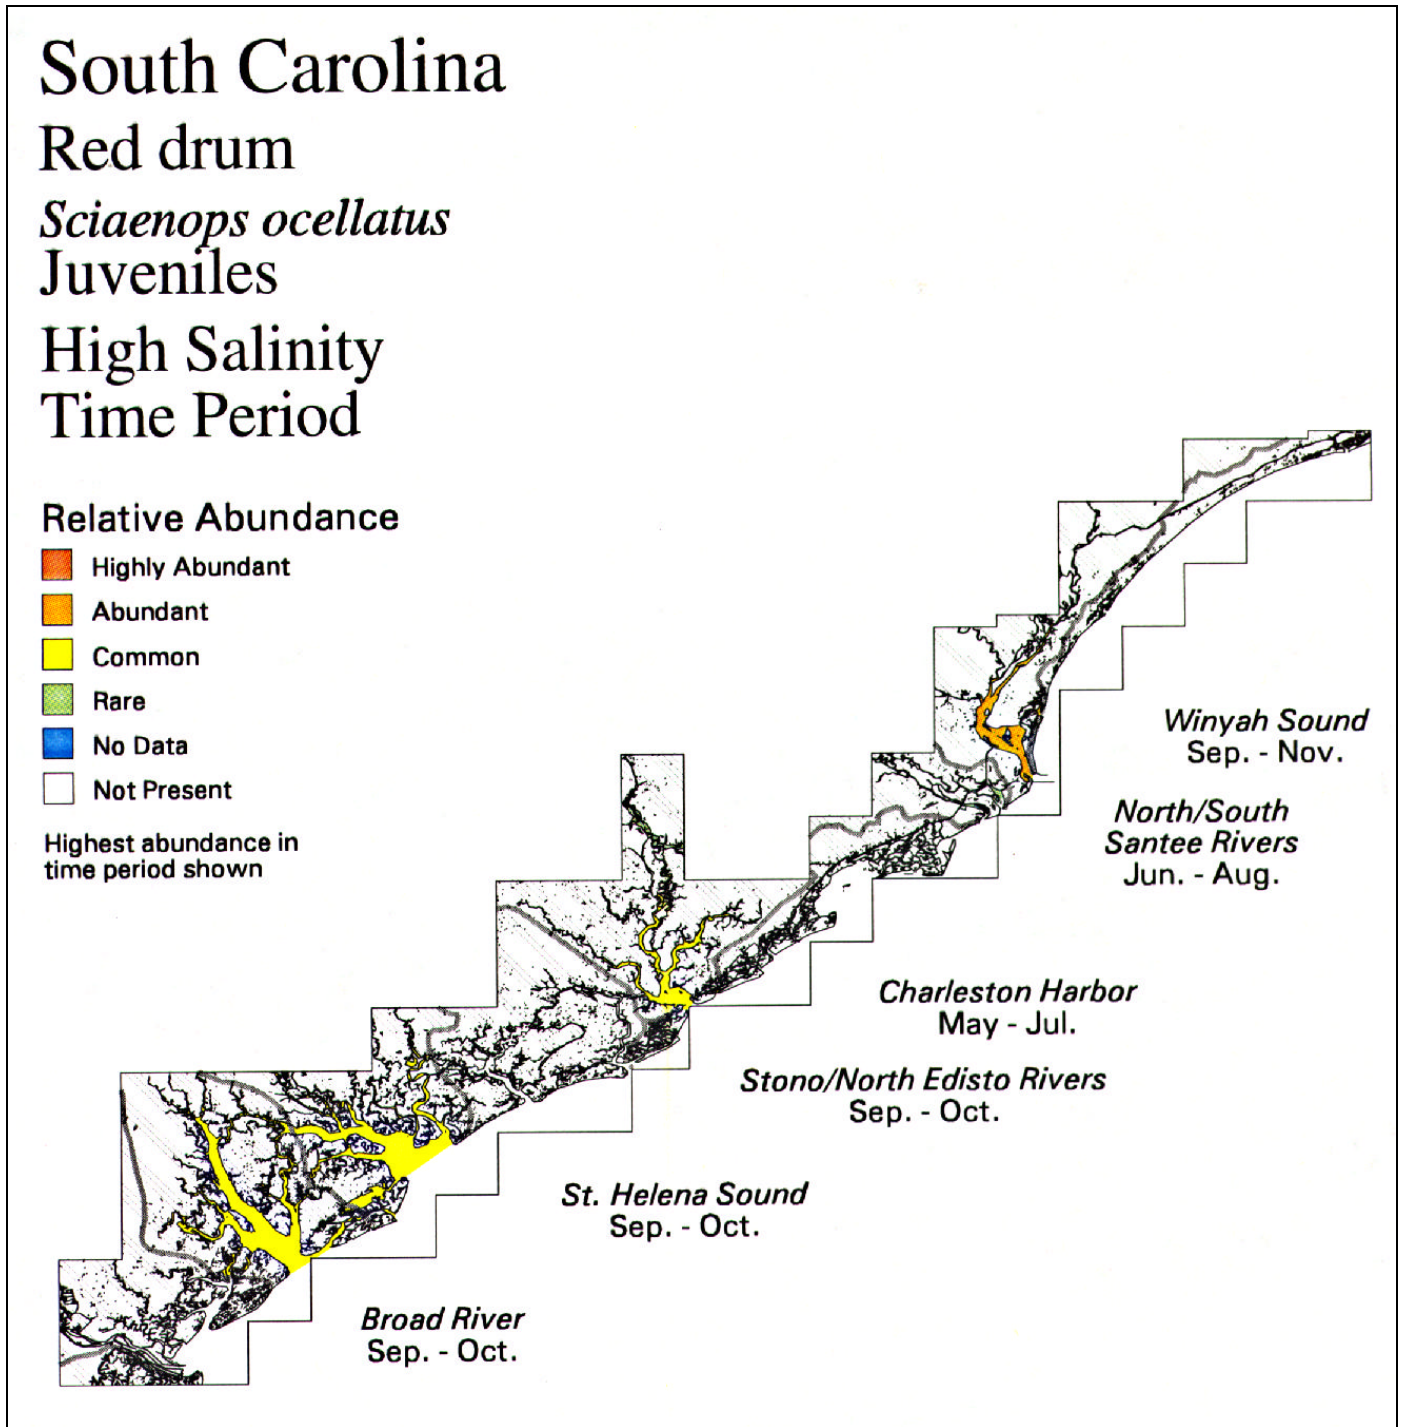 South Carolina
Red drum
Sciaenops ocellatus
Juveniles
High Salinity
Time Period
Relative Abundance
Highly Abundant
Abundant
Common
Rare
No Data
Not Present
Highest abundance in
time period shown
Winyah Sound
Sep. - Nov.
North/South
Santee Rivers
Jun. - Aug.
Charleston Harbor
May - Jul.
Stono/North Edisto Rivers
Sep. - Oct.
St. Helena Sound
Sep. - Oct.
Broad River
Sep. - Oct.